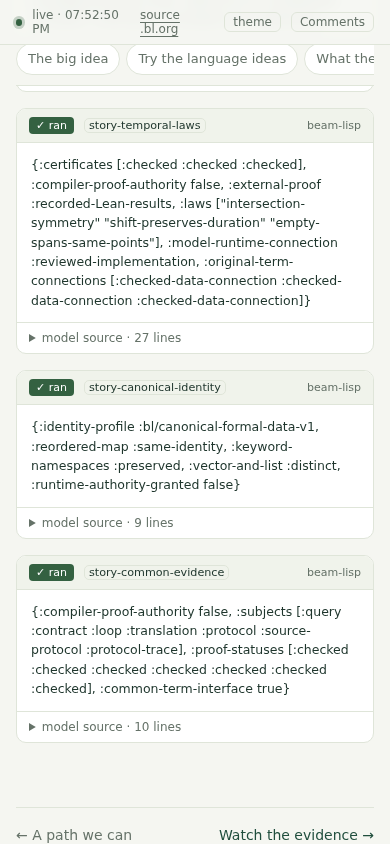 live · 07:52:50 PM
source .bl.org
theme
Comments
The big idea
Try the language ideas
What the
✓ ran
story-temporal-laws
beam-lisp
{:certificates [:checked :checked :checked],
:compiler-proof-authority false, :external-proof
:recorded-Lean-results, :laws ["intersection-
symmetry" "shift-preserves-duration" "empty-
spans-same-points"], :model-runtime-connection
:reviewed-implementation, :original-term-
connections [:checked-data-connection :checked-
data-connection :checked-data-connection]}
▶ model source · 27 lines
✓ ran
story-canonical-identity
beam-lisp
{:identity-profile :bl/canonical-formal-data-v1,
:reordered-map :same-identity, :keyword-
namespaces :preserved, :vector-and-list :distinct,
:runtime-authority-granted false}
▶ model source · 9 lines
✓ ran
story-common-evidence
beam-lisp
{:compiler-proof-authority false, :subjects [:query
:contract :loop :translation :protocol :source-
protocol :protocol-trace], :proof-statuses [:checked
:checked :checked :checked :checked :checked
:checked], :common-term-interface true}
▶ model source · 10 lines
← A path we can
Watch the evidence →